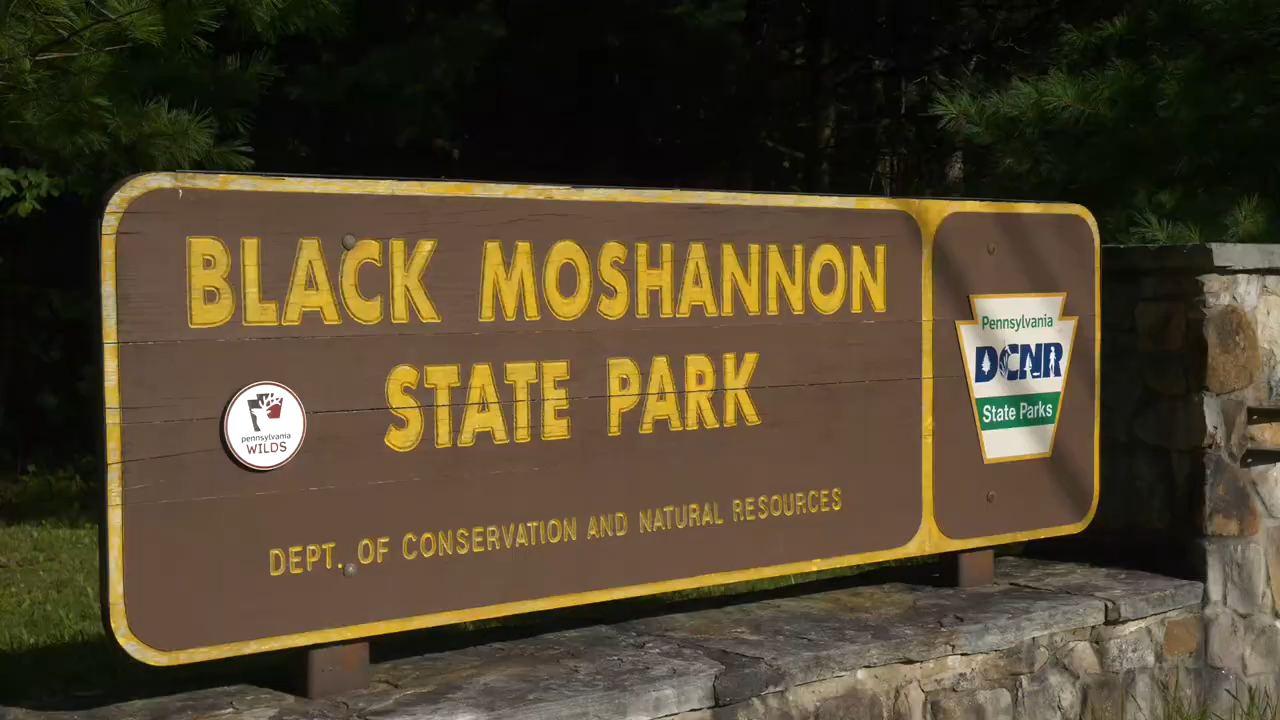 BLACK MOSHANNON
STATE PARK
pennsylvania
WILDS
DEPT. OF CONSERVATION AND NATURAL RESOURCES
Pennsylvania
DCNR
State Parks